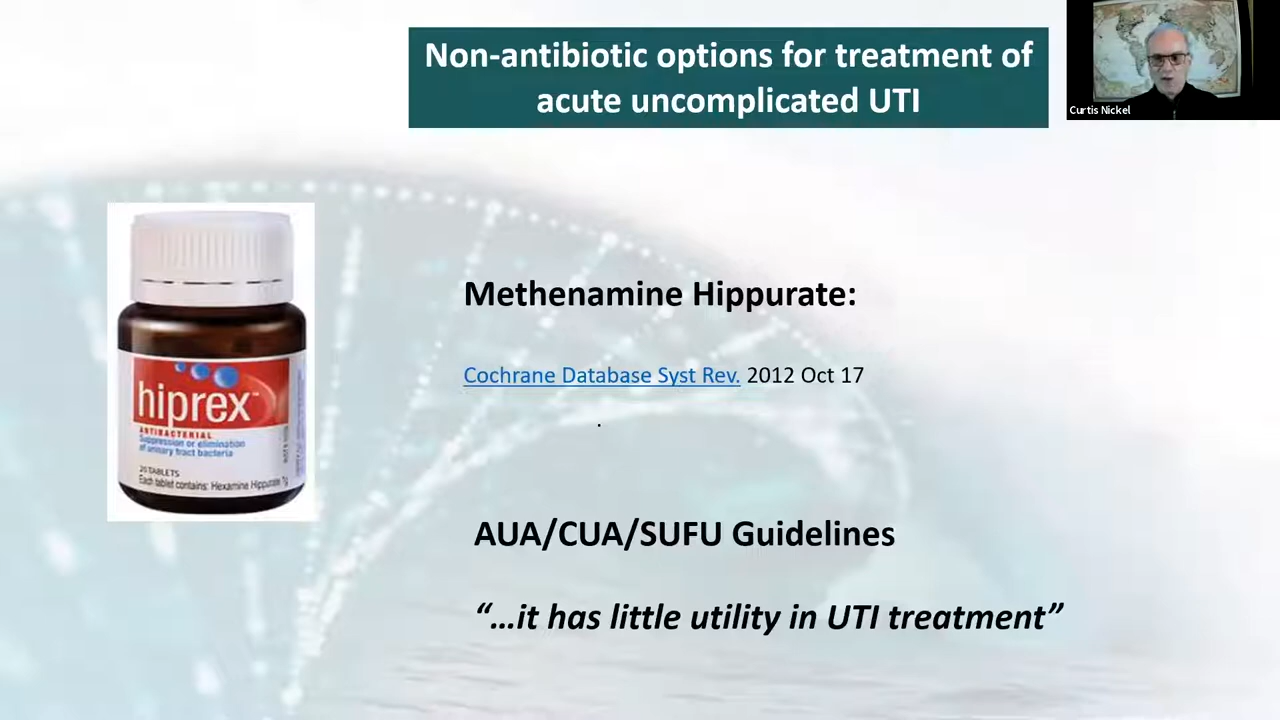 Non-antibiotic options for treatment of
acute uncomplicated UTI
Curtis Nickel
Methenamine Hippurate:
Cochrane Database Syst Rev. 2012 Oct 17
.
hiprex™
ANTIBACTERIAL
Suppression or elimination
of urinary tract bacteria
20 TABLETS
Each tablet contains: Hexamine Hippurate 1g
AUA/CUA/SUFU Guidelines
“…it has little utility in UTI treatment”